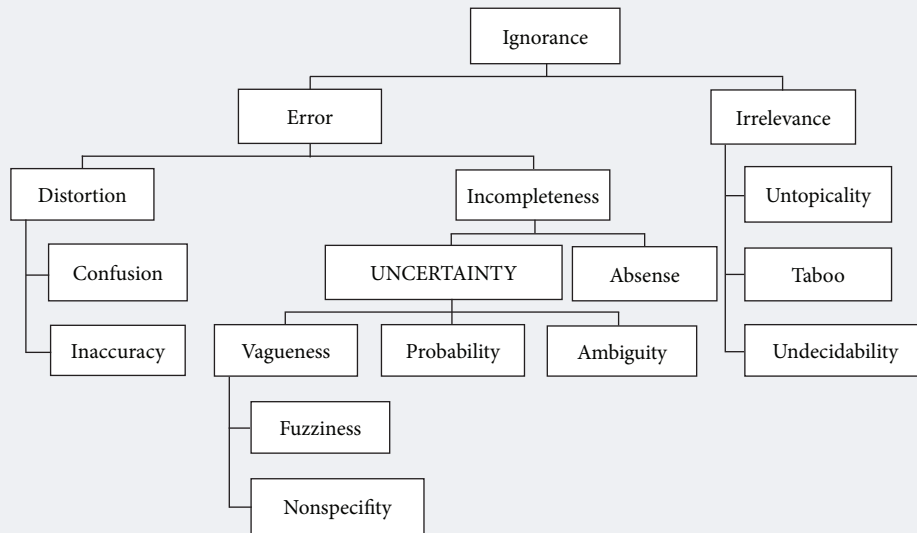 Ignorance
Error
Irrelevance
Distortion
Incompleteness
Untopicality
Confusion
UNCERTAINTY
Absense
Taboo
Inaccuracy
Vagueness
Probability
Ambiguity
Undecidability
Fuzziness
Nonspecifity